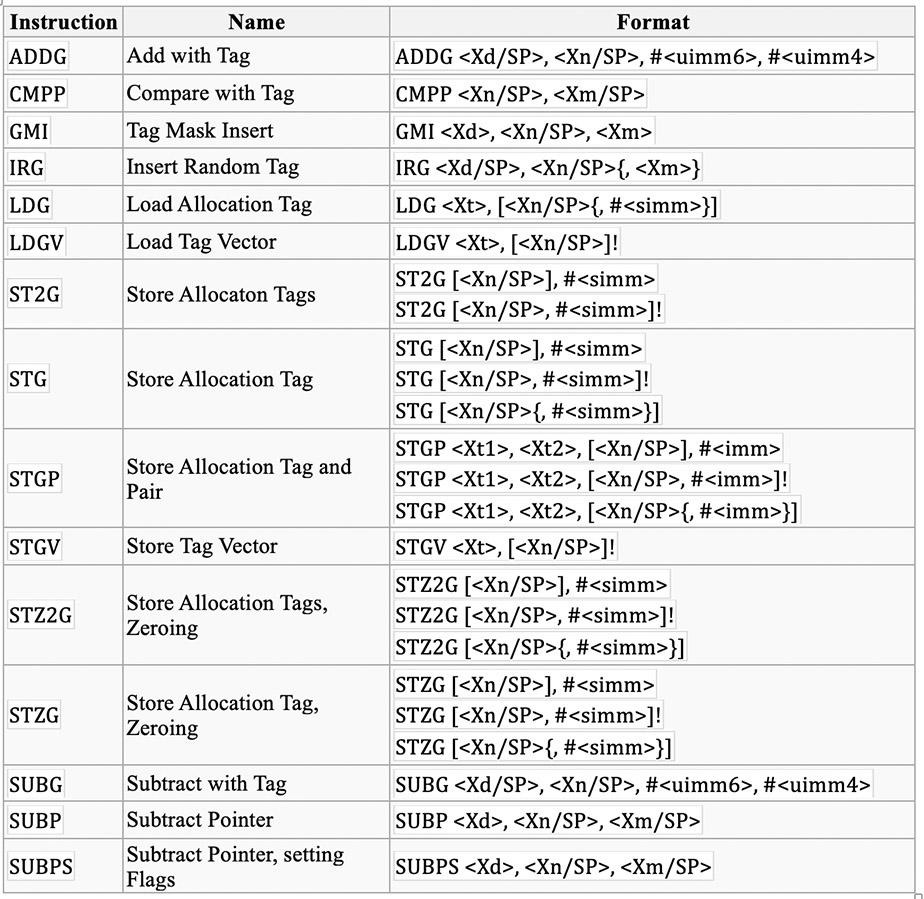 Instruction Name Format
ADDG Add with Tag ADDG <Xd/SP>, <Xn/SP>, #<uimm6>, #<uimm4>
CMPP Compare with Tag CMPP <Xn/SP>, <Xm/SP>
GMI Tag Mask Insert GMI <Xd>, <Xn/SP>, <Xm>
IRG Insert Random Tag IRG <Xd/SP>, <Xn/SP>{, <Xm>}
LDG Load Allocation Tag LDG <Xt>, [<Xn/SP>{, #<simm>}]
LDGV Load Tag Vector LDGV <Xt>, [<Xn/SP>]!
ST2G Store Allocaton Tags ST2G [<Xn/SP>], #<simm>
ST2G [<Xn/SP>, #<simm>]!
STG Store Allocation Tag STG [<Xn/SP>], #<simm>
STG [<Xn/SP>, #<simm>]!
STG [<Xn/SP>{, #<simm>}]
STGP Store Allocation Tag and
Pair STGP <Xt1>, <Xt2>, [<Xn/SP>], #<imm>
STGP <Xt1>, <Xt2>, [<Xn/SP>, #<imm>]!
STGP <Xt1>, <Xt2>, [<Xn/SP>{, #<imm>}]
STGV Store Tag Vector STGV <Xt>, [<Xn/SP>]!
STZ2G Store Allocation Tags,
Zeroing STZ2G [<Xn/SP>], #<simm>
STZ2G [<Xn/SP>, #<simm>]!
STZ2G [<Xn/SP>{, #<simm>}]
STZG Store Allocation Tag,
Zeroing STZG [<Xn/SP>], #<simm>
STZG [<Xn/SP>, #<simm>]!
STZG [<Xn/SP>{, #<simm>}]
SUBG Subtract with Tag SUBG <Xd/SP>, <Xn/SP>, #<uimm6>, #<uimm4>
SUBP Subtract Pointer SUBP <Xd>, <Xn/SP>, <Xm/SP>
SUBPS Subtract Pointer, setting
Flags SUBPS <Xd>, <Xn/SP>, <Xm/SP>